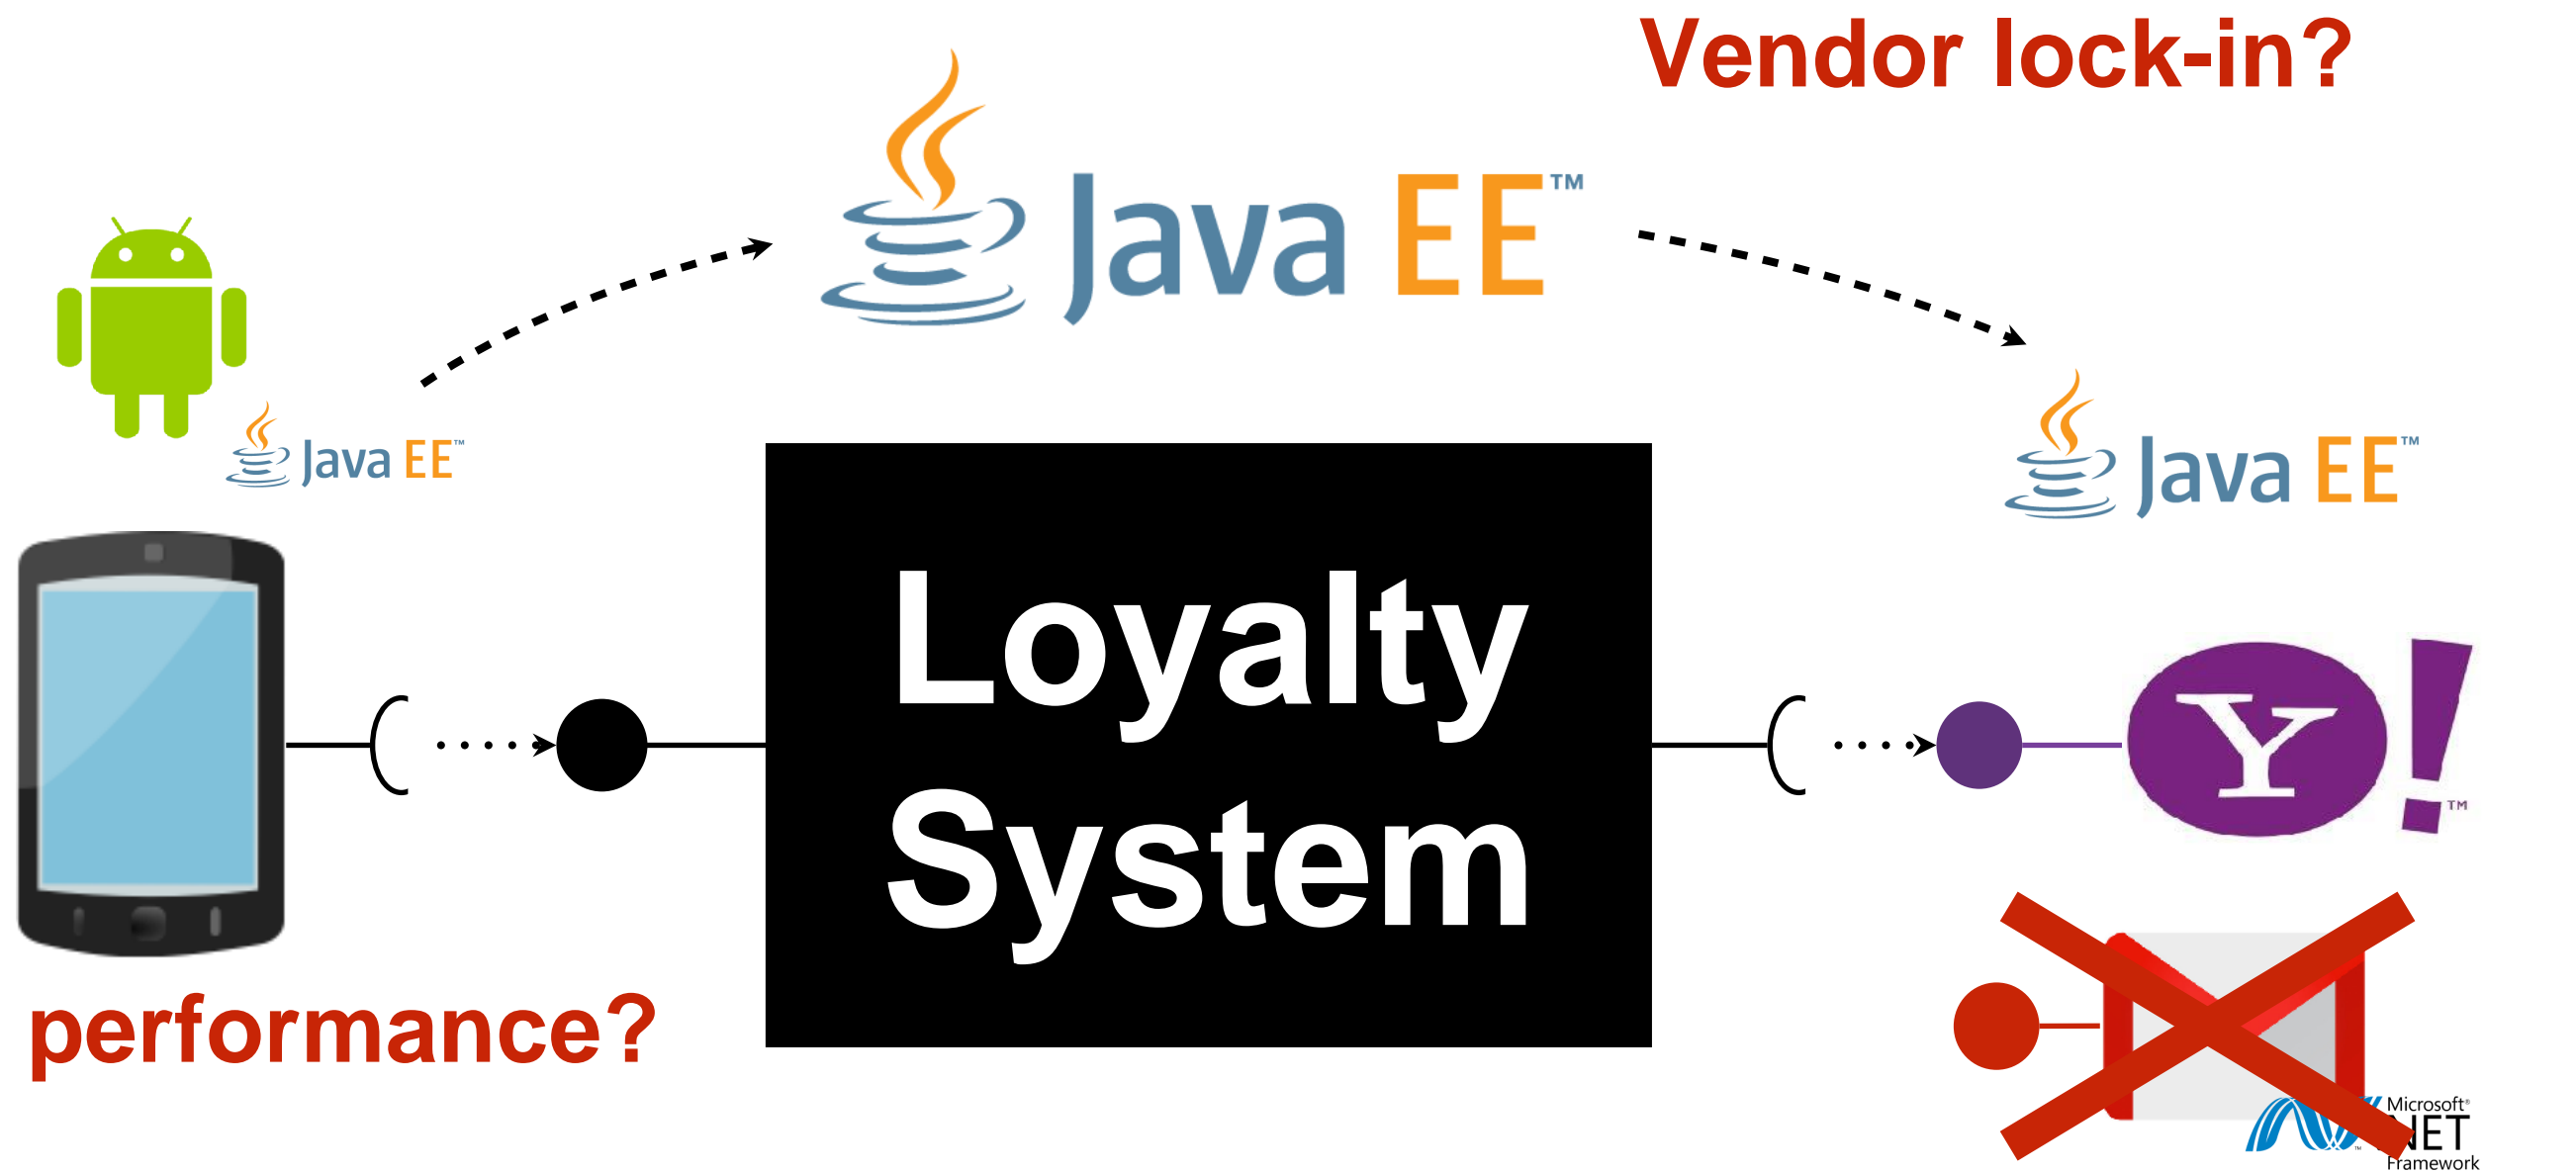 Vendor lock-in?
Java EE™
Java EE™
Java EE™
Loyalty
System
Y!™
performance?
Microsoft®
.NET
Framework